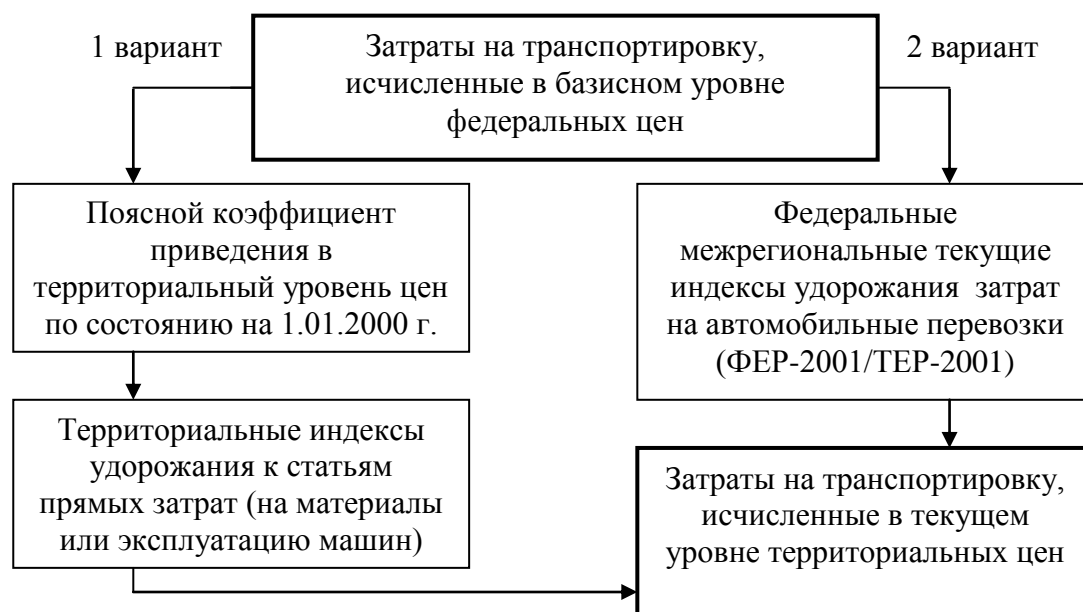 1 вариант
Затраты на транспортировку,
исчисленные в базисном уровне
федеральных цен
2 вариант
Поясной коэффициент
приведения в
территориальный уровень цен
по состоянию на 1.01.2000 г.
Федеральные
межрегиональные текущие
индексы удорожания затрат
на автомобильные перевозки
(ФЕР-2001/ТЕР-2001)
Территориальные индексы
удорожания к статьям
прямых затрат (на материалы
или эксплуатацию машин)
Затраты на транспортировку,
исчисленные в текущем
уровне территориальных цен